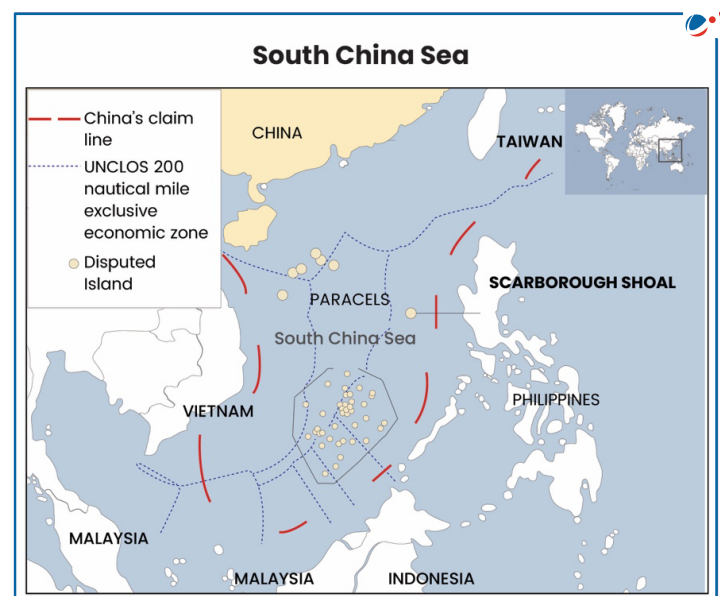 South China Sea
China's claim
line
UNCLOS 200
nautical mile
exclusive
economic zone
Disputed
Island
CHINA
TAIWAN
SCARBOROUGH SHOAL
PARACELS
South China Sea
VIETNAM
PHILIPPINES
MALAYSIA
MALAYSIA
INDONESIA